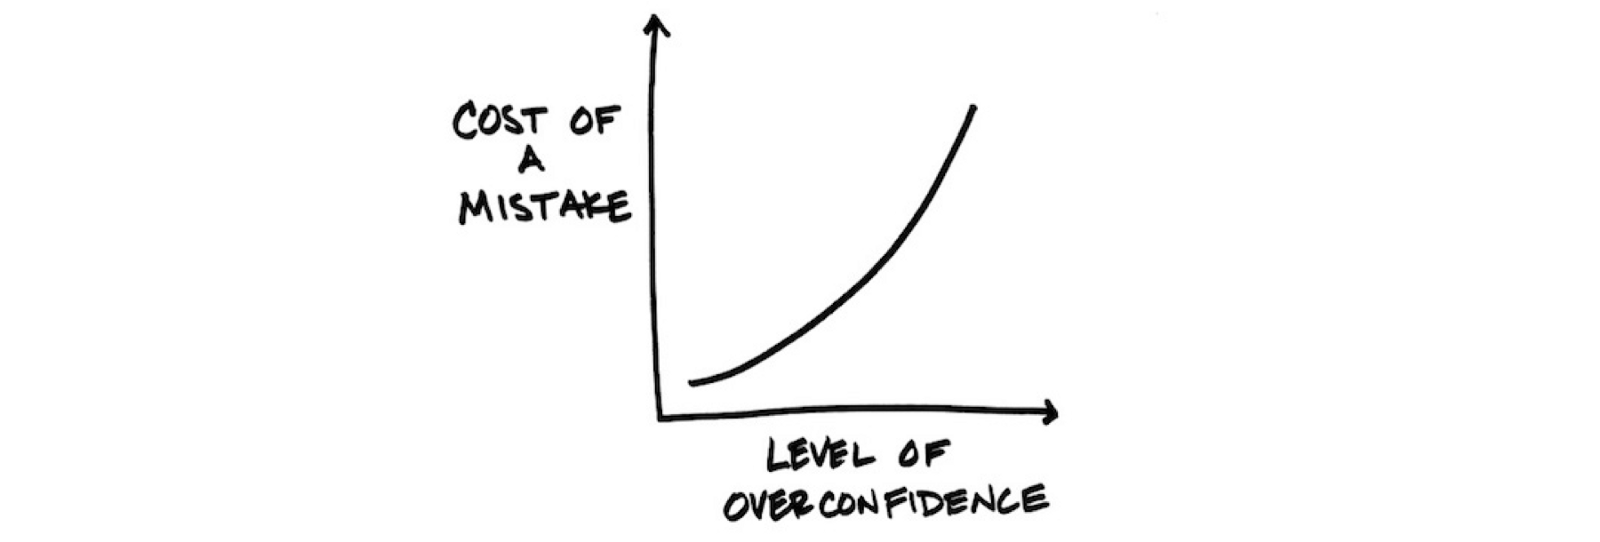 COST OF
A
MISTAKE
LEVEL OF
OVERCONFIDENCE